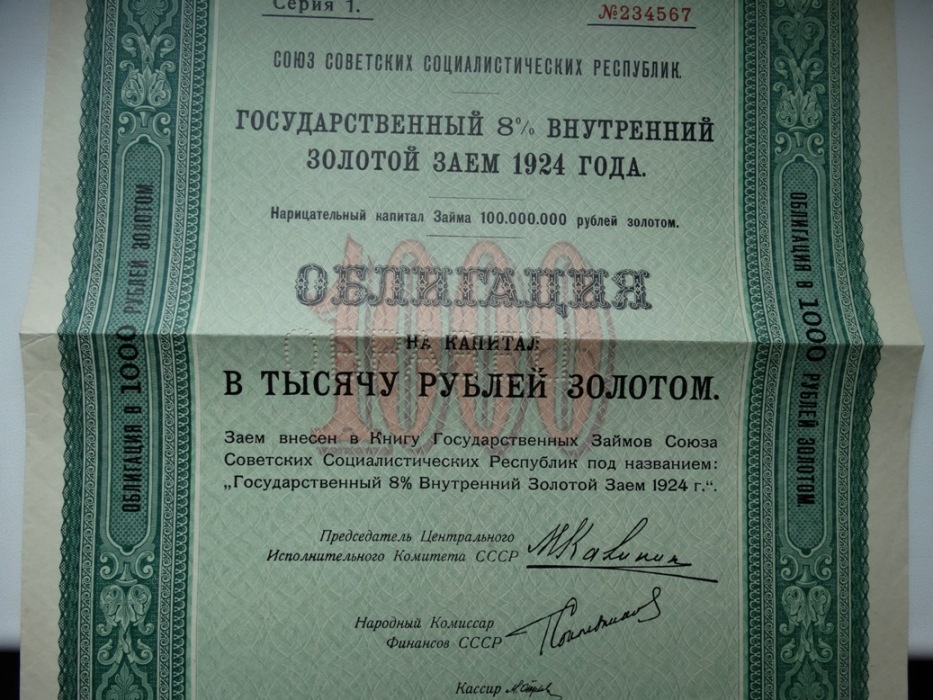 Серия 1.
№234567
СОЮЗ СОВЕТСКИХ СОЦИАЛИСТИЧЕСКИХ РЕСПУБЛИК.
ГОСУДАРСТВЕННЫЙ 8% ВНУТРЕННИЙ
ЗОЛОТОЙ ЗАЕМ 1924 ГОДА.
Нарицательный капитал Займа 100.000.000 рублей золотом.
1000
ОБЛИГАЦИЯ
НА КАПИТАЛ
В ТЫСЯЧУ РУБЛЕЙ ЗОЛОТОМ.
Заем внесен в Книгу Государственных Займов Союза
Советских Социалистических Республик под названием:
„Государственный 8% Внутренний Золотой Заем 1924 г.".
Председатель Центрального
Исполнительного Комитета СССР
МКалинин
Народный Комиссар
Финансов СССР
Кассир
ОБЛИГАЦИЯ В 1000 РУБЛЕЙ ЗОЛОТОМ
ОБЛИГАЦИЯ В 1000 РУБЛЕЙ ЗОЛОТОМ.